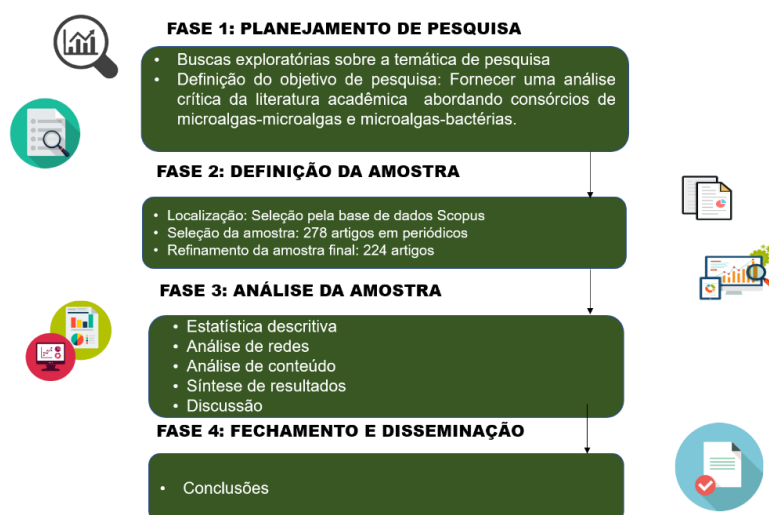 FASE 1: PLANEJAMENTO DE PESQUISA
• Buscas exploratórias sobre a temática de pesquisa
• Definição do objetivo de pesquisa: Fornecer uma análise
crítica da literatura acadêmica abordando consórcios de
microalgas-microalgas e microalgas-bactérias.
FASE 2: DEFINIÇÃO DA AMOSTRA
• Localização: Seleção pela base de dados Scopus
• Seleção da amostra: 278 artigos em periódicos
• Refinamento da amostra final: 224 artigos
FASE 3: ANÁLISE DA AMOSTRA
• Estatística descritiva
• Análise de redes
• Análise de conteúdo
• Síntese de resultados
• Discussão
FASE 4: FECHAMENTO E DISSEMINAÇÃO
• Conclusões